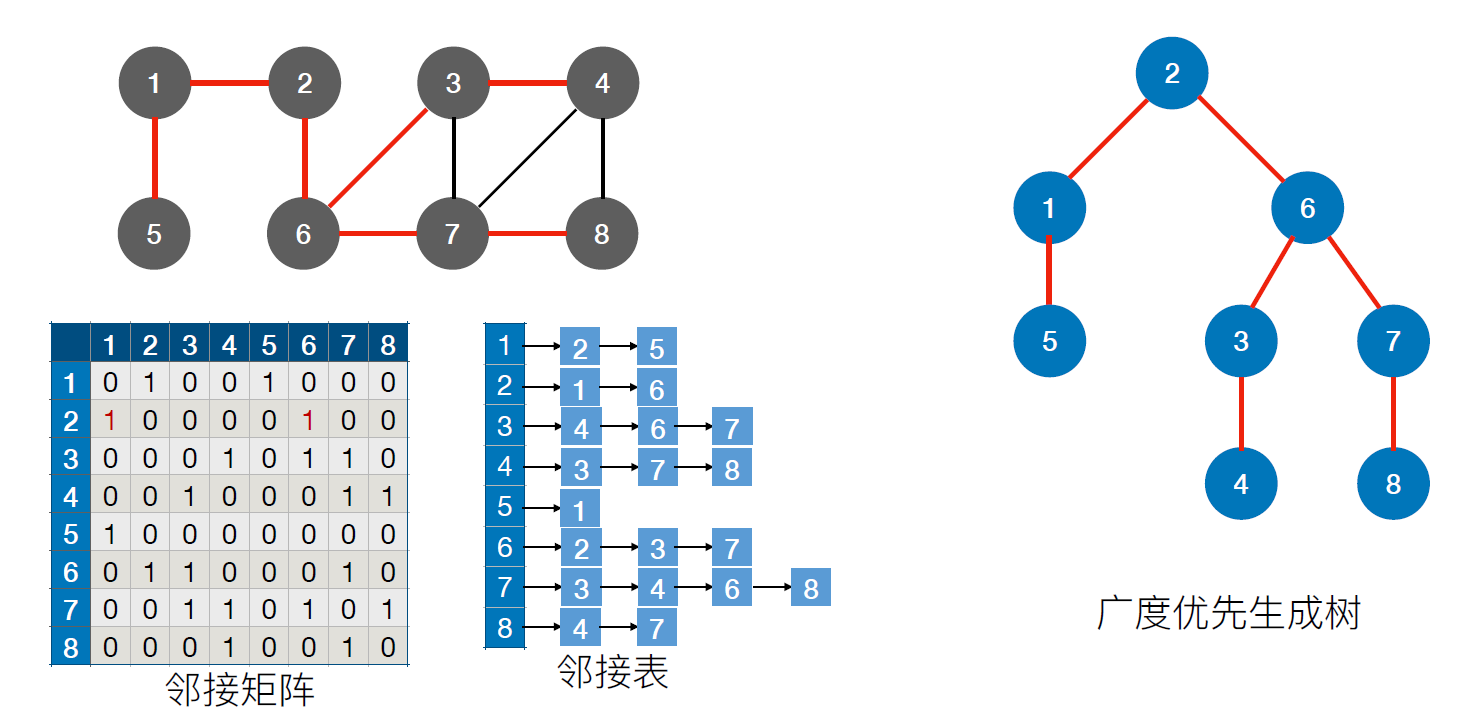 1 2 3 4
5 6 7 8
1 2 3 4 5 6 7 8
1 0 1 0 0 1 0 0 0
2 1 0 0 0 0 1 0 0
3 0 0 0 1 0 1 1 0
4 0 0 1 0 0 0 1 1
5 1 0 0 0 0 0 0 0
6 0 1 1 0 0 0 1 0
7 0 0 1 1 0 1 0 1
8 0 0 0 1 0 0 1 0
邻接矩阵
1 2 5
2 1 6
3 4 6 7
4 3 7 8
5 1
6 2 3 7
7 3 4 6 8
8 4 7
邻接表
2
1 6
5 3 7
4 8
广度优先生成树